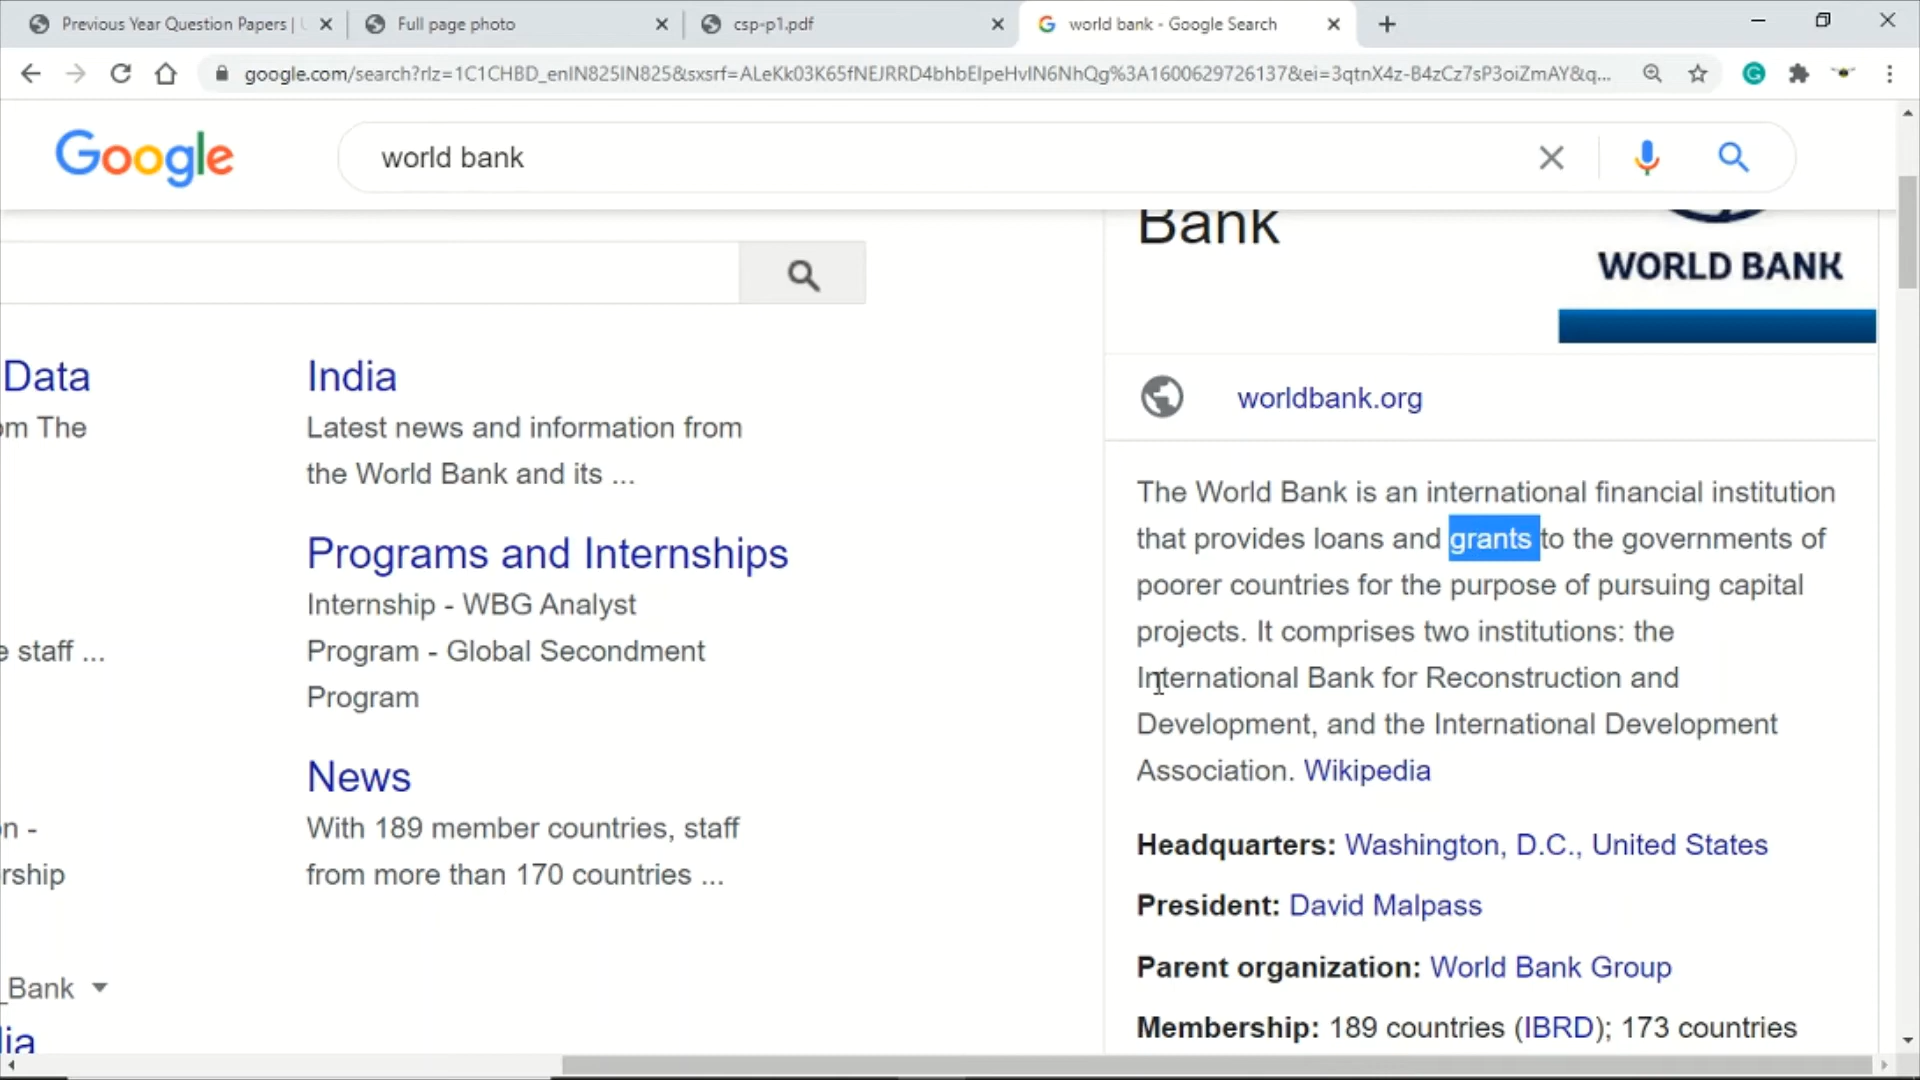 Previous Year Question Papers |
Full page photo
csp-p1.pdf
world bank - Google Search
google.com/search?rlz=1C1CHBD_enIN825IN825&sxsrf=ALeKk03K65fNEJRRD4bhbElpeHvIN6NhQg%3A1600629726137&ei=3qtnX4z-B4zCz7sP3oiZmAY&q...
Google
world bank
Bank
WORLD BANK
Data
om The
e staff ...
on -
ership
_Bank
ia
India
Latest news and information from
the World Bank and its ...
Programs and Internships
Internship - WBG Analyst
Program - Global Secondment
Program
News
With 189 member countries, staff
from more than 170 countries ...
worldbank.org
The World Bank is an international financial institution
that provides loans and grants to the governments of
poorer countries for the purpose of pursuing capital
projects. It comprises two institutions: the
International Bank for Reconstruction and
Development, and the International Development
Association. Wikipedia
Headquarters: Washington, D.C., United States
President: David Malpass
Parent organization: World Bank Group
Membership: 189 countries (IBRD); 173 countries